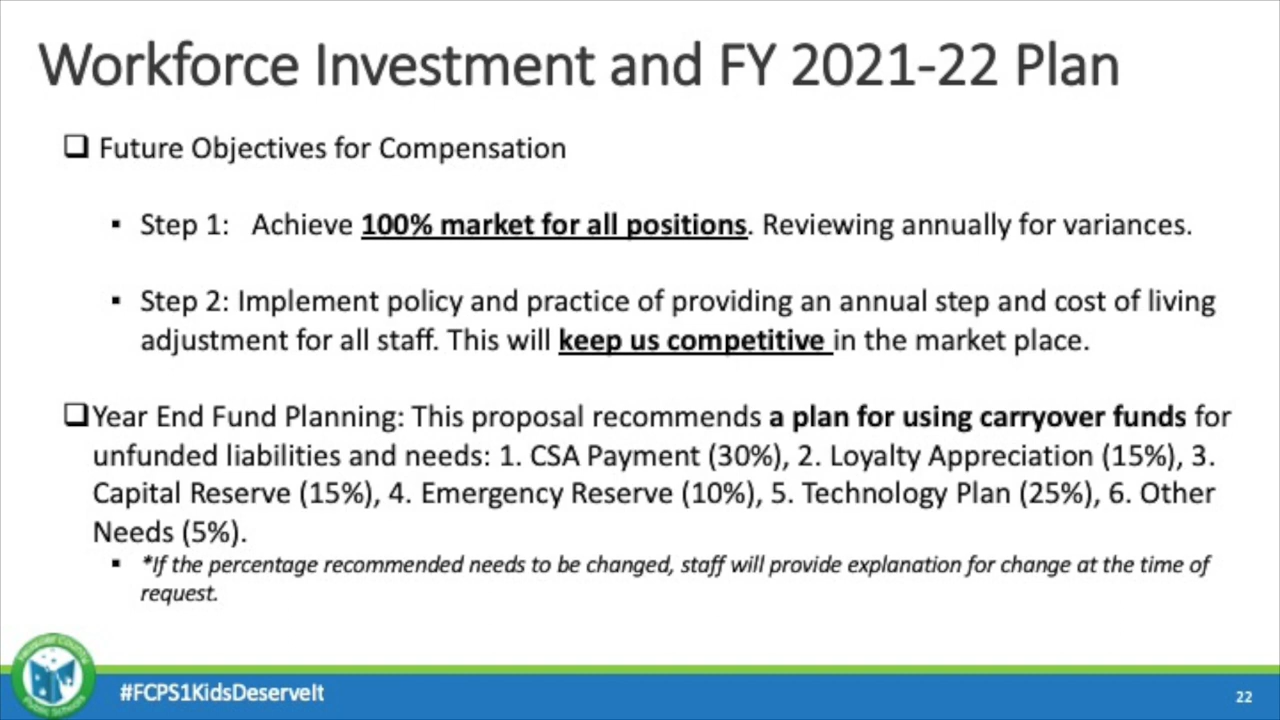 Workforce Investment and FY 2021-22 Plan
Future Objectives for Compensation
Step 1: Achieve 100% market for all positions. Reviewing annually for variances.
Step 2: Implement policy and practice of providing an annual step and cost of living
adjustment for all staff. This will keep us competitive in the market place.
Year End Fund Planning: This proposal recommends a plan for using carryover funds for
unfunded liabilities and needs: 1. CSA Payment (30%), 2. Loyalty Appreciation (15%), 3.
Capital Reserve (15%), 4. Emergency Reserve (10%), 5. Technology Plan (25%), 6. Other
Needs (5%).
*If the percentage recommended needs to be changed, staff will provide explanation for change at the time of
request.
#FCPS1KidsDeserveIt
22